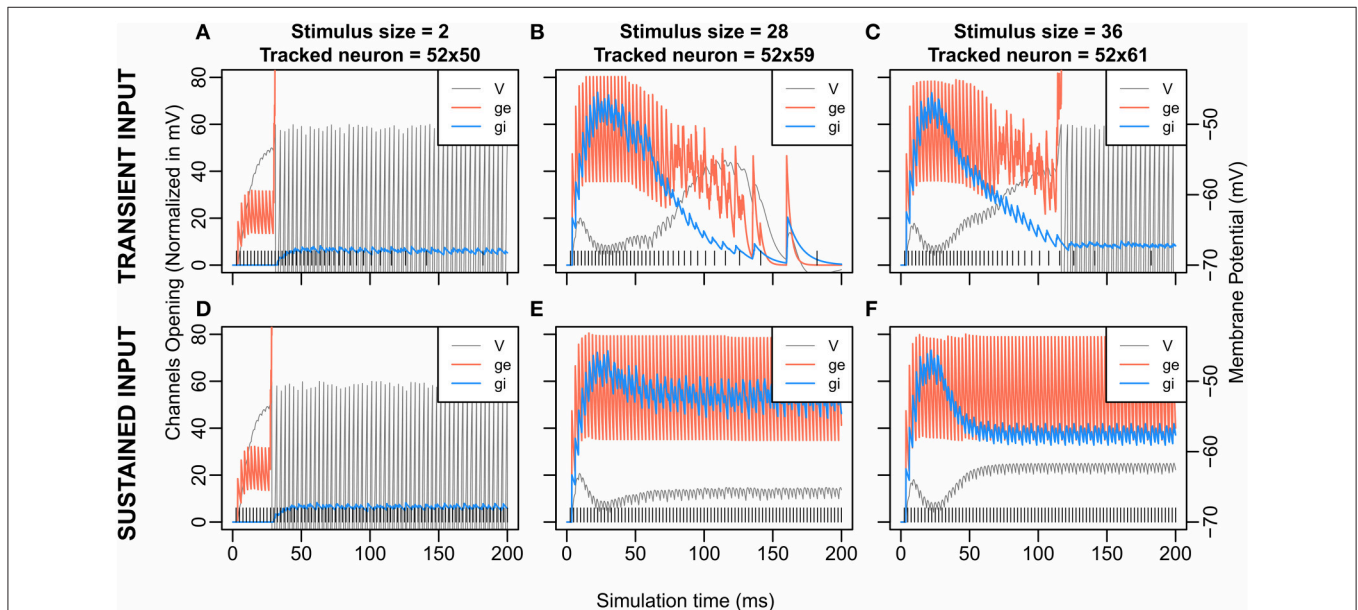 A
Stimulus size = 2
Tracked neuron = 52x50
B
Stimulus size = 28
Tracked neuron = 52x59
C
Stimulus size = 36
Tracked neuron = 52x61
TRANSIENT INPUT
SUSTAINED INPUT
Channels Opening (Normalized in mV)
Membrane Potential (mV)
80
60
40
20
0
V
ge
gi
V
ge
gi
V
ge
gi
−50
−60
−70
D
E
F
80
60
40
20
0
V
ge
gi
V
ge
gi
V
ge
gi
−50
−60
−70
0 50 100 150 200
0 50 100 150 200
0 50 100 150 200
Simulation time (ms)